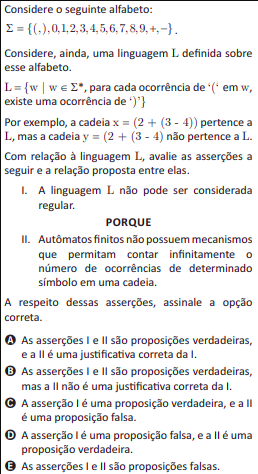 Considere o seguinte alfabeto:
Σ = {(,),0,1,2,3,4,5,6,7,8,9,+,−}.
Considere, ainda, uma linguagem L definida sobre
esse alfabeto.
L = {w | w ∈ Σ*, para cada ocorrência de ‘(‘ em w,
existe uma ocorrência de ‘)’}
Por exemplo, a cadeia x = (2 + (3 - 4)) pertence a
L, mas a cadeia y = (2 + (3 - 4) não pertence a L.
Com relação à linguagem L, avalie as asserções a
seguir e a relação proposta entre elas.
I. A linguagem L não pode ser considerada
regular.
PORQUE
II. Autômatos finitos não possuem mecanismos
que permitam contar infinitamente o
número de ocorrências de determinado
símbolo em uma cadeia.
A respeito dessas asserções, assinale a opção
correta.
A As asserções I e II são proposições verdadeiras,
e a II é uma justificativa correta da I.
B As asserções I e II são proposições verdadeiras,
mas a II não é uma justificativa correta da I.
C A asserção I é uma proposição verdadeira, e a II
é uma proposição falsa.
D A asserção I é uma proposição falsa, e a II é uma
proposição verdadeira.
E As asserções I e II são proposições falsas.